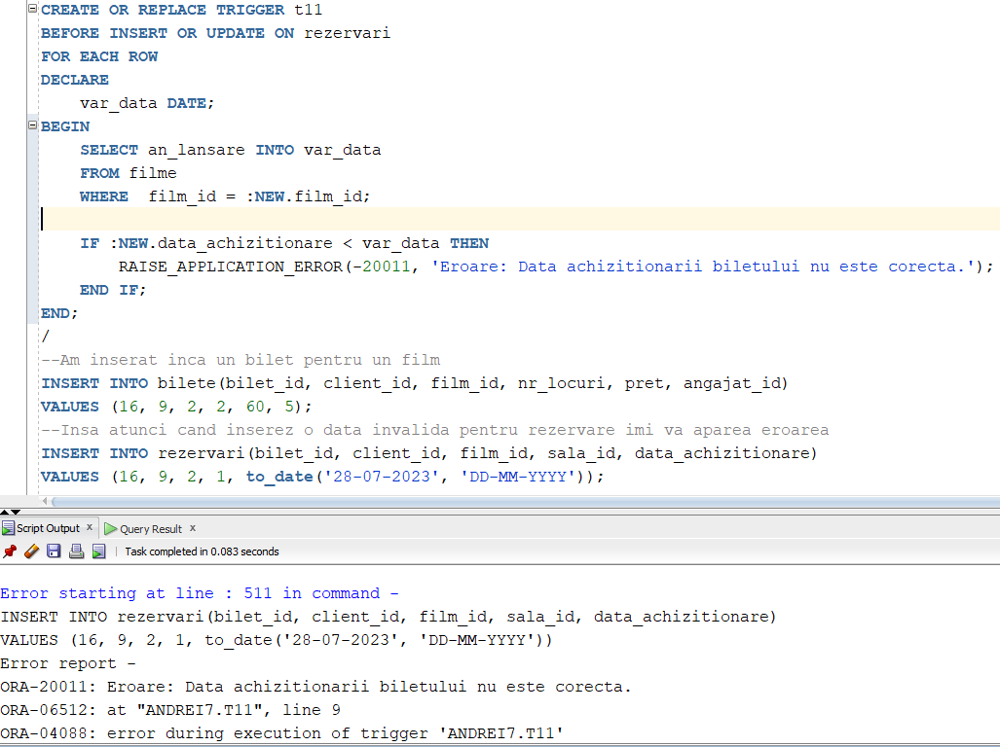 CREATE OR REPLACE TRIGGER t11
BEFORE INSERT OR UPDATE ON rezervari
FOR EACH ROW
DECLARE
    var_data DATE;
BEGIN
    SELECT an_lansare INTO var_data
    FROM filme
    WHERE  film_id = :NEW.film_id;
    IF :NEW.data_achizitionare < var_data THEN
        RAISE_APPLICATION_ERROR(-20011, 'Eroare: Data achizitionarii biletului nu este corecta.');
    END IF;
END;
/
--Am inserat inca un bilet pentru un film
INSERT INTO bilete(bilet_id, client_id, film_id, nr_locuri, pret, angajat_id)
VALUES (16, 9, 2, 2, 60, 5);
--Insa atunci cand inserez o data invalida pentru rezervare imi va aparea eroarea
INSERT INTO rezervari(bilet_id, client_id, film_id, sala_id, data_achizitionare)
VALUES (16, 9, 2, 1, to_date('28-07-2023', 'DD-MM-YYYY'));
Script Output x Query Result x
Task completed in 0.083 seconds
Error starting at line : 511 in command -
INSERT INTO rezervari(bilet_id, client_id, film_id, sala_id, data_achizitionare)
VALUES (16, 9, 2, 1, to_date('28-07-2023', 'DD-MM-YYYY'))
Error report -
ORA-20011: Eroare: Data achizitionarii biletului nu este corecta.
ORA-06512: at "ANDREI7.T11", line 9
ORA-04088: error during execution of trigger 'ANDREI7.T11'